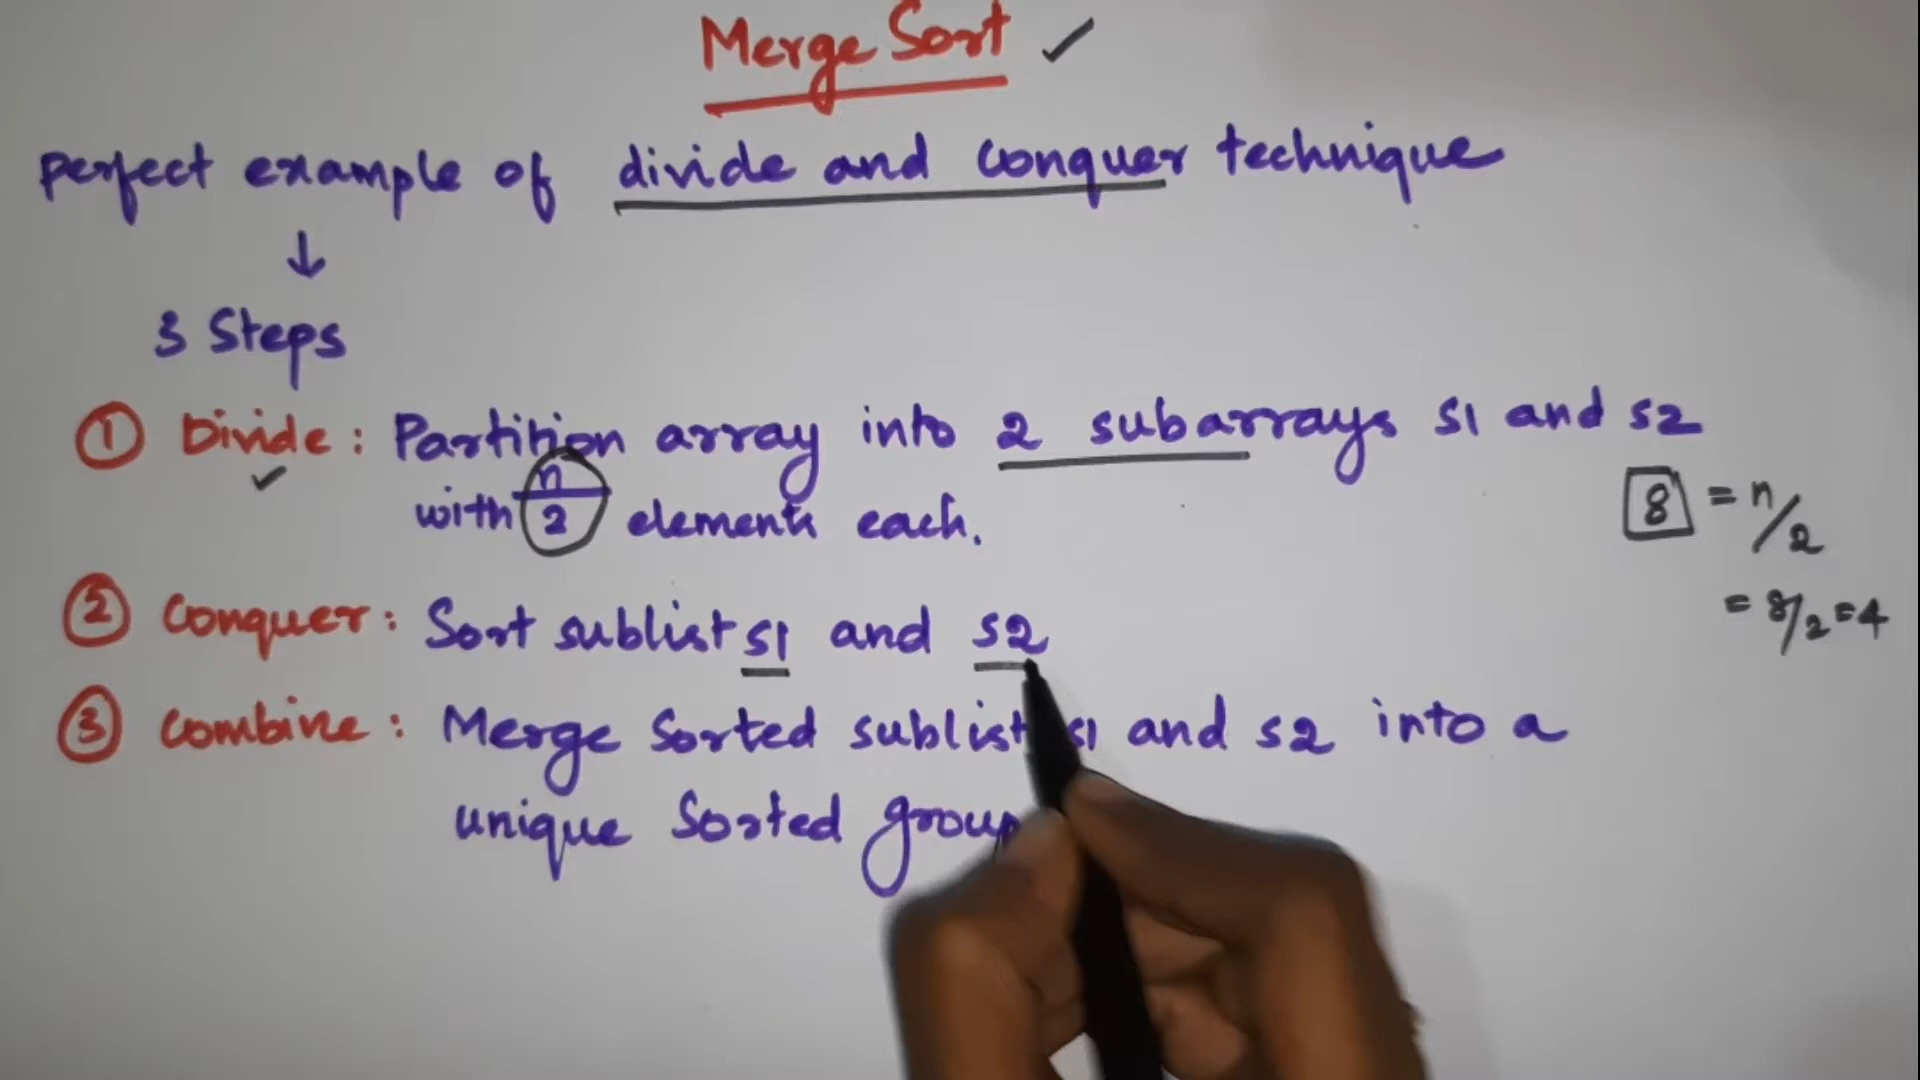 Merge Sort ✓
Perfect example of divide and conquer technique
↓
3 Steps
① Divide: Partition array into 2 subarrays s1 and s2
with n/2 elements each.
8 = n/2
= 8/2 = 4
② Conquer: Sort sublist s1 and s2
③ Combine: Merge Sorted sublist s1 and s2 into a
unique Sorted group